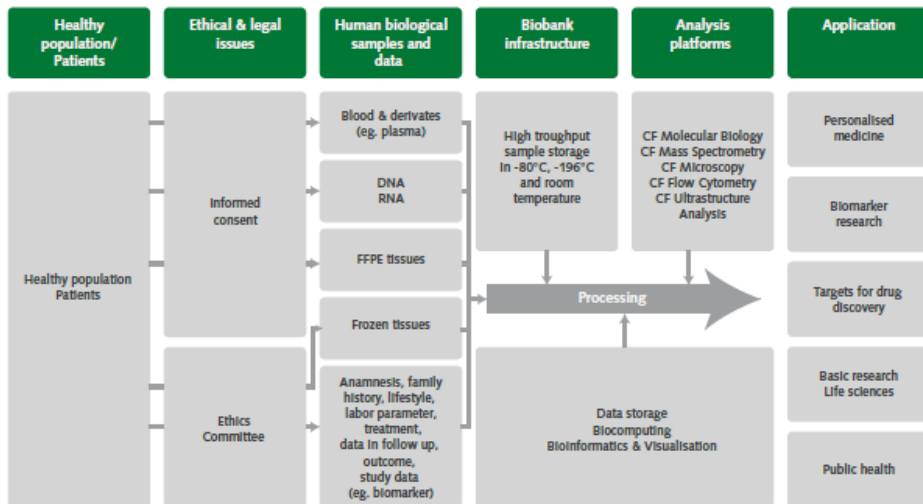 Healthy
population/
Patients
Ethical & legal
issues
Human biological
samples and
data
Biobank
infrastructure
Analysis
platforms
Application
Healthy population
Patients
Informed
consent
Ethics
Committee
Blood & derivates
(eg. plasma)
DNA
RNA
FFPE tissues
Frozen tissues
Anamnesis, family
history, lifestyle,
labor parameter,
treatment,
data in follow up,
outcome,
study data
(eg. biomarker)
High troughput
sample storage
in -80°C, -196°C
and room
temperature
CF Molecular Biology
CF Mass Spectrometry
CF Microscopy
CF Flow Cytometry
CF Ultrastructure
Analysis
Processing
Data storage
Biocomputing
Bioinformatics & Visualisation
Personalised
medicine
Biomarker
research
Targets for drug
discovery
Basic research
Life sciences
Public health